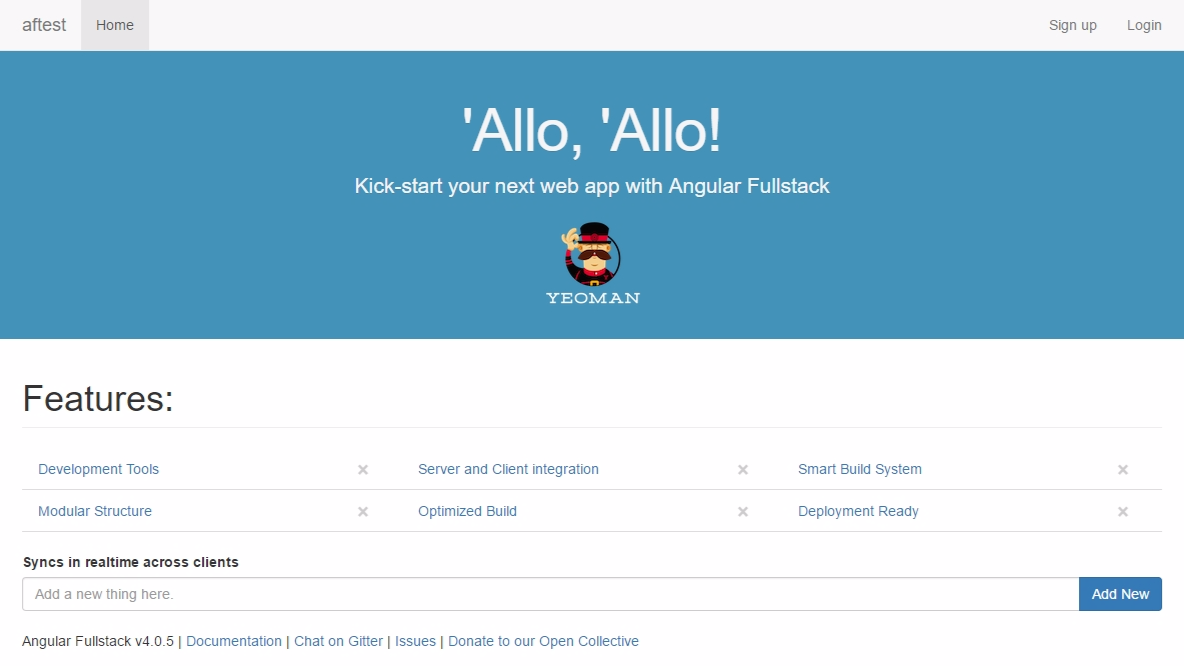 aftest Home Sign up Login
'Allo, 'Allo!
Kick-start your next web app with Angular Fullstack
YEOMAN
Features:
Development Tools × Server and Client integration × Smart Build System ×
Modular Structure × Optimized Build × Deployment Ready ×
Syncs in realtime across clients
Add a new thing here. Add New
Angular Fullstack v4.0.5 | Documentation | Chat on Gitter | Issues | Donate to our Open Collective